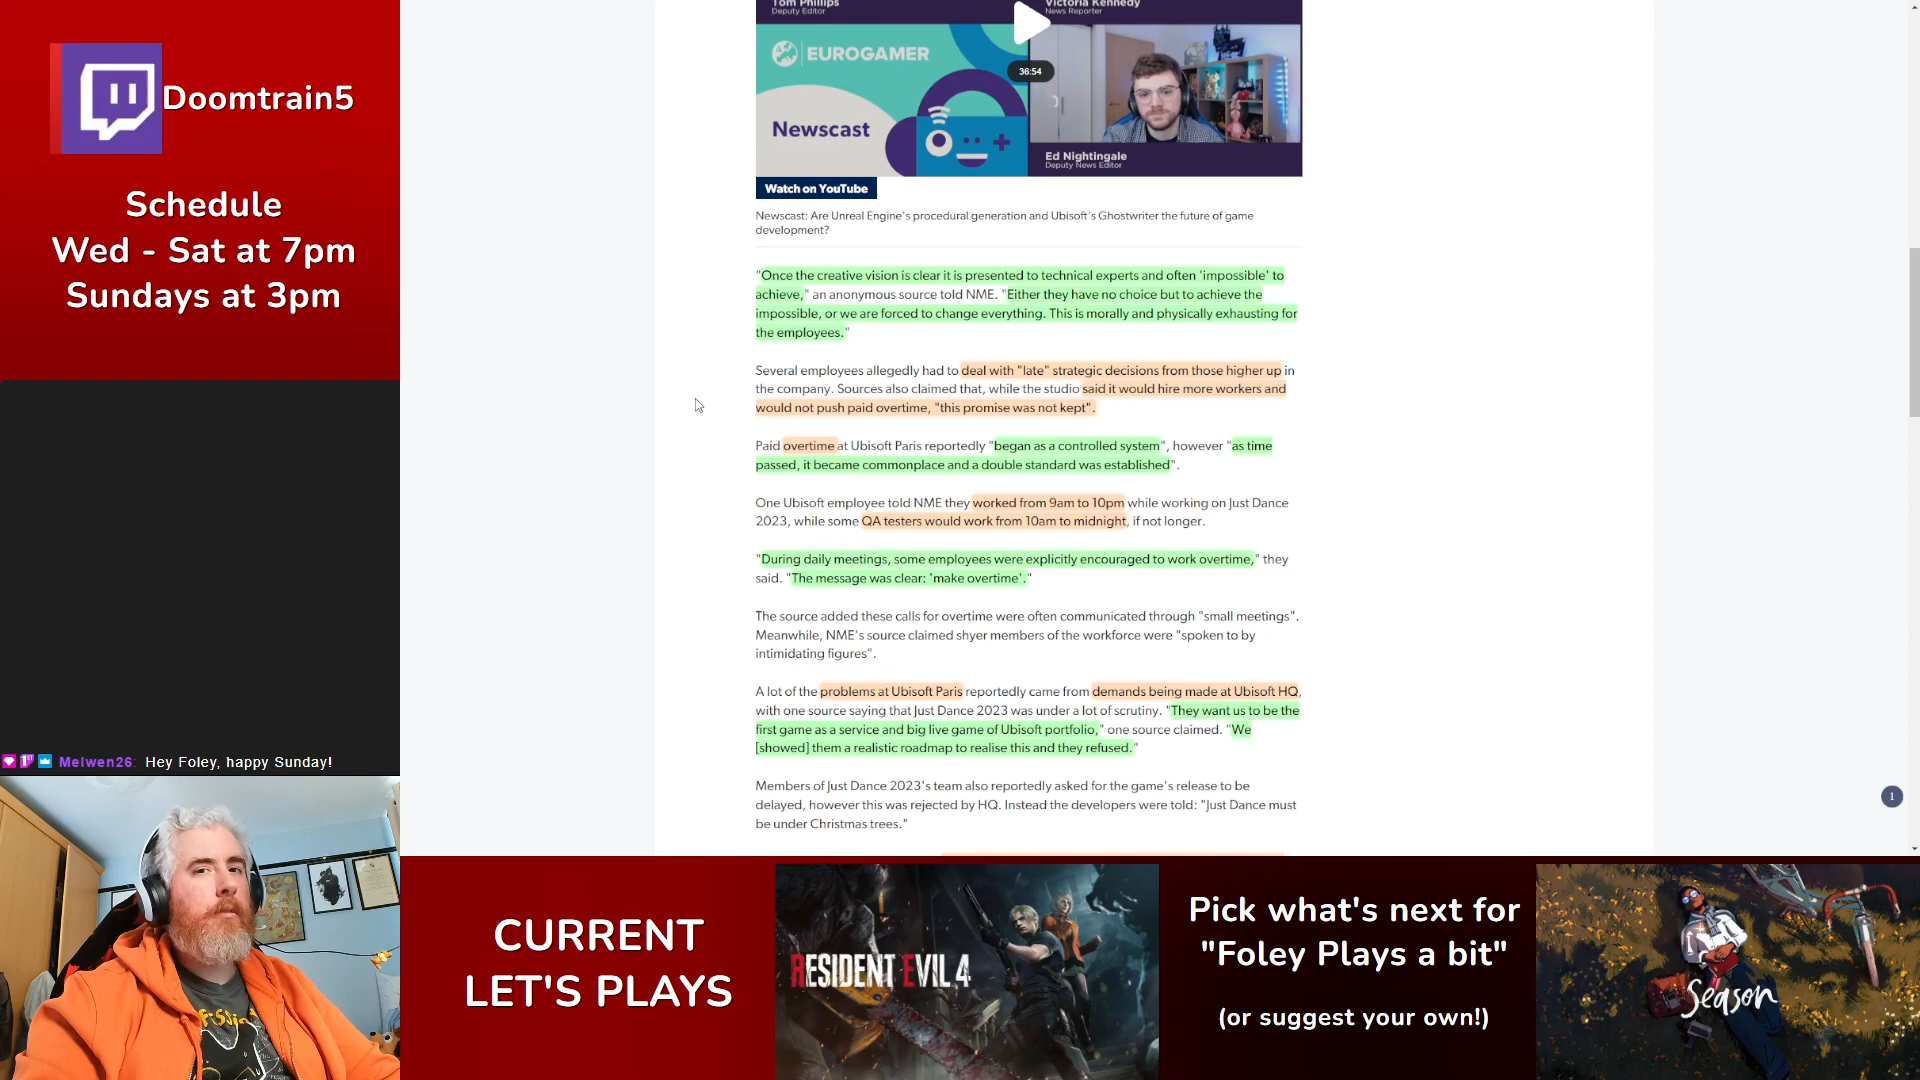 Doomtrain5
Schedule
Wed - Sat at 7pm
Sundays at 3pm
Melwen26: Hey Foley, happy Sunday!
Tom Phillips
Deputy Editor
Victoria Kennedy
News Reporter
EUROGAMER
36:54
Newscast
Ed Nightingale
Deputy News Editor
Watch on YouTube
Newscast: Are Unreal Engine's procedural generation and Ubisoft's Ghostwriter the future of game
development?
"Once the creative vision is clear it is presented to technical experts and often 'impossible' to
achieve," an anonymous source told NME. "Either they have no choice but to achieve the
impossible, or we are forced to change everything. This is morally and physically exhausting for
the employees."
Several employees allegedly had to deal with "late" strategic decisions from those higher up in
the company. Sources also claimed that, while the studio said it would hire more workers and
would not push paid overtime, "this promise was not kept".
Paid overtime at Ubisoft Paris reportedly "began as a controlled system", however "as time
passed, it became commonplace and a double standard was established".
One Ubisoft employee told NME they worked from 9am to 10pm while working on Just Dance
2023, while some QA testers would work from 10am to midnight, if not longer.
"During daily meetings, some employees were explicitly encouraged to work overtime," they
said. "The message was clear: 'make overtime'."
The source added these calls for overtime were often communicated through "small meetings".
Meanwhile, NME's source claimed shyer members of the workforce were "spoken to by
intimidating figures".
A lot of the problems at Ubisoft Paris reportedly came from demands being made at Ubisoft HQ,
with one source saying that Just Dance 2023 was under a lot of scrutiny. "They want us to be the
first game as a service and big live game of Ubisoft portfolio," one source claimed. "We
[showed] them a realistic roadmap to realise this and they refused."
Members of Just Dance 2023's team also reportedly asked for the game's release to be
delayed, however this was rejected by HQ. Instead the developers were told: "Just Dance must
be under Christmas trees."
1
CURRENT
LET'S PLAYS
RESIDENT EVIL 4
Pick what's next for
"Foley Plays a bit"
(or suggest your own!)
Season